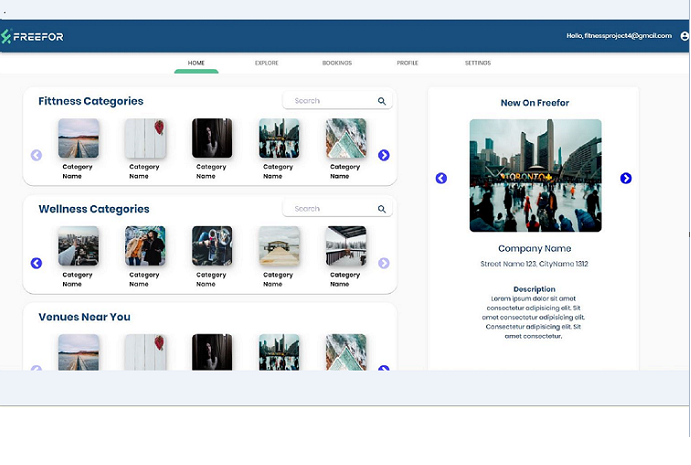 FREEFOR
Hello, fitnessproject4@gmail.com
HOME EXPLORE BOOKINGS PROFILE SETTINGS
Fittness Categories
Search
Category Name
Category Name
Category Name
Category Name
Category Name
Wellness Categories
Search
Category Name
Category Name
Category Name
Category Name
Category Name
Venues Near You
New On Freefor
TORONTO
Company Name
Street Name 123, CityName 1312
Description
Lorem ipsum dolor sit amet
consectetur adipisicing elit. Sit
amet consectetur adipisicing elit.
Consectetur adipisicing elit. Sit
amet consectetur,